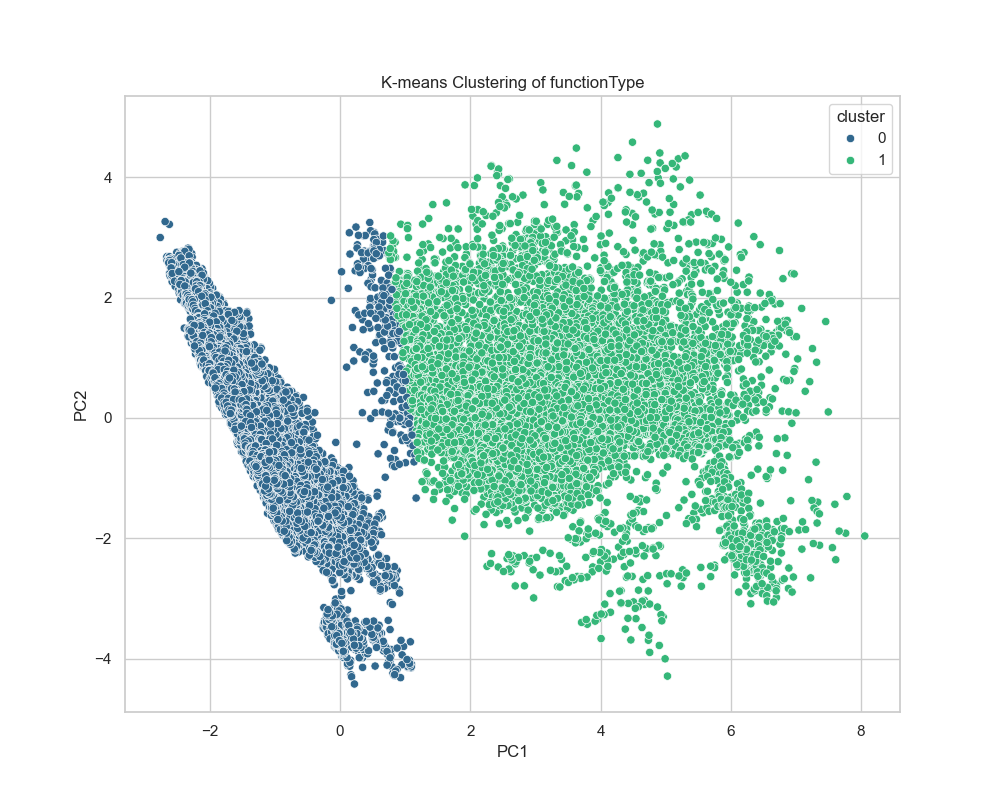 K-means Clustering of functionType
cluster
0
1
4
2
0
−2
−4
PC2
−2 0 2 4 6 8
PC1